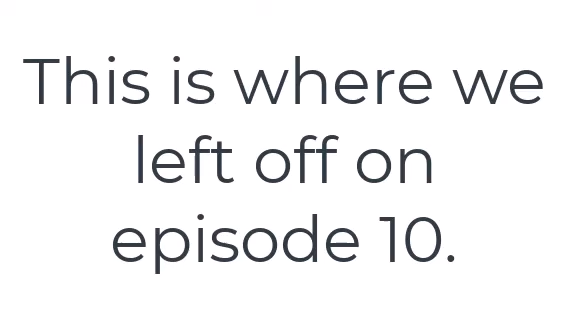 This is where we
left off on
episode 10.